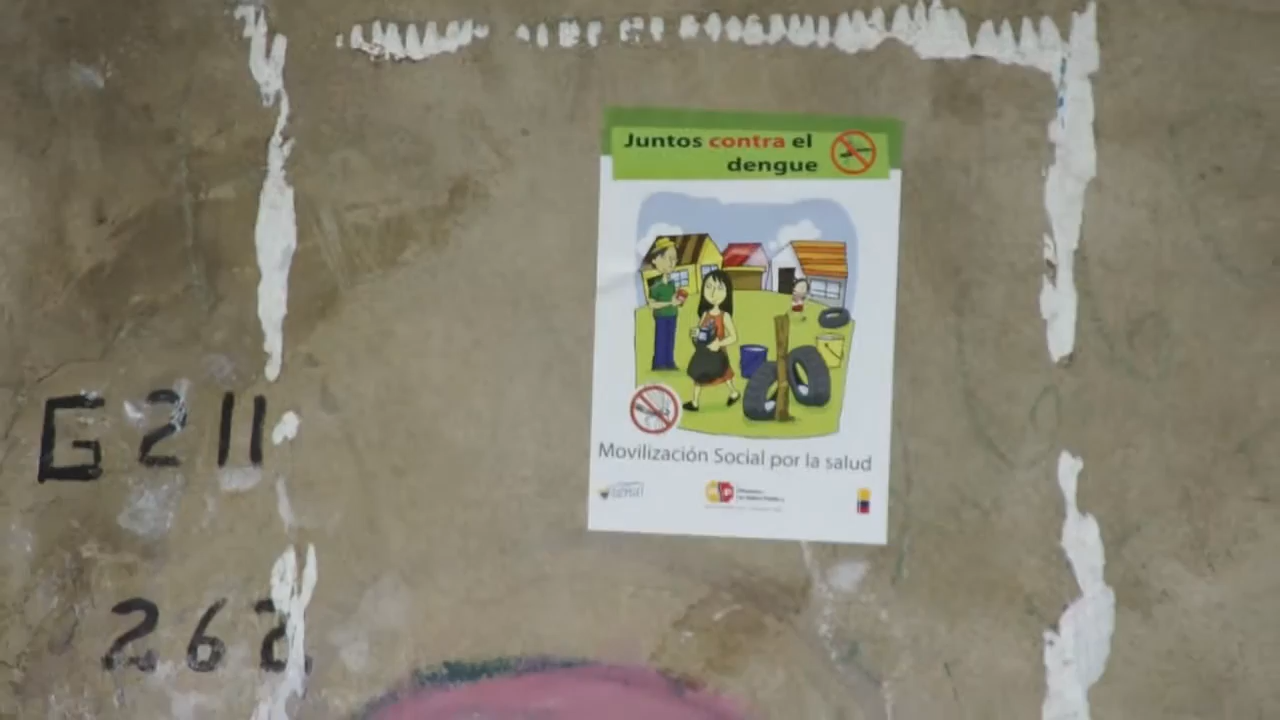 Juntos contra el
dengue
Movilización Social por la salud
G211
262